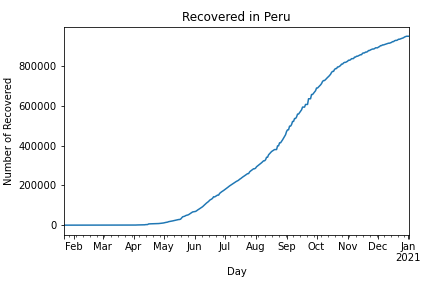 Recovered in Peru
Number of Recovered
800000
600000
400000
200000
0
Feb Mar Apr May Jun Jul Aug Sep Oct Nov Dec Jan
2021
Day